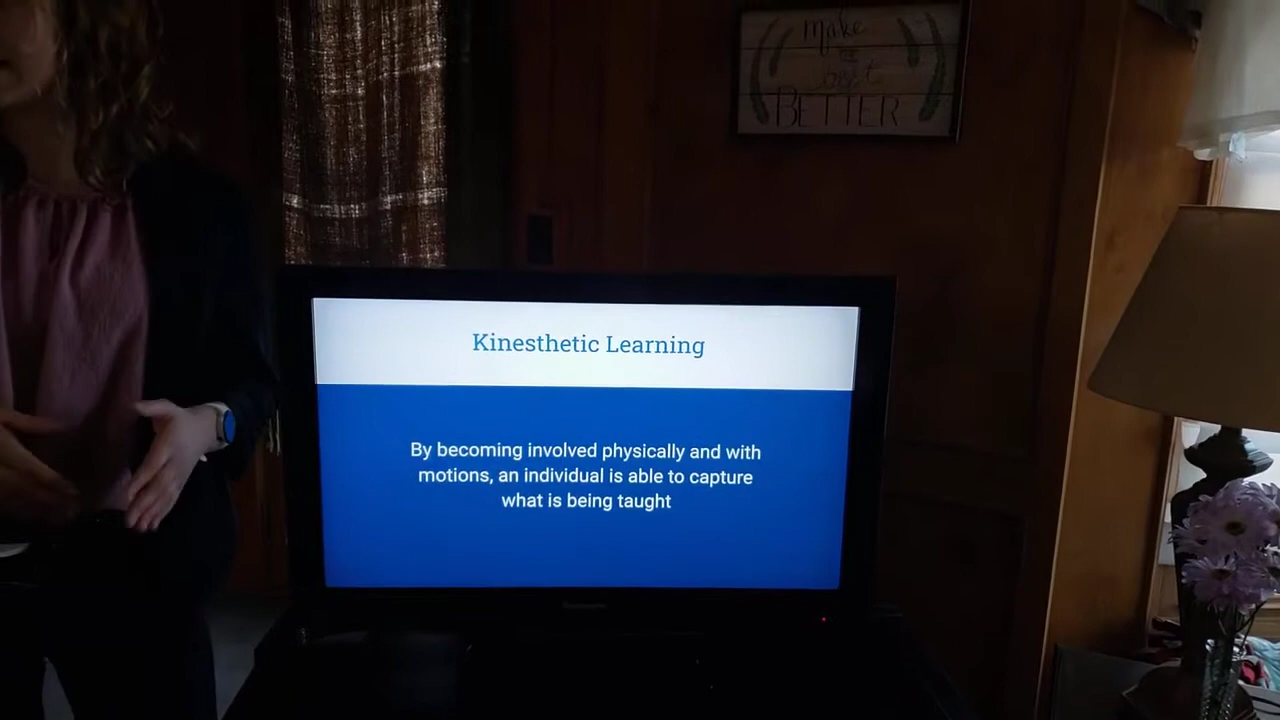 make
best
BETTER
Kinesthetic Learning
By becoming involved physically and with
motions, an individual is able to capture
what is being taught